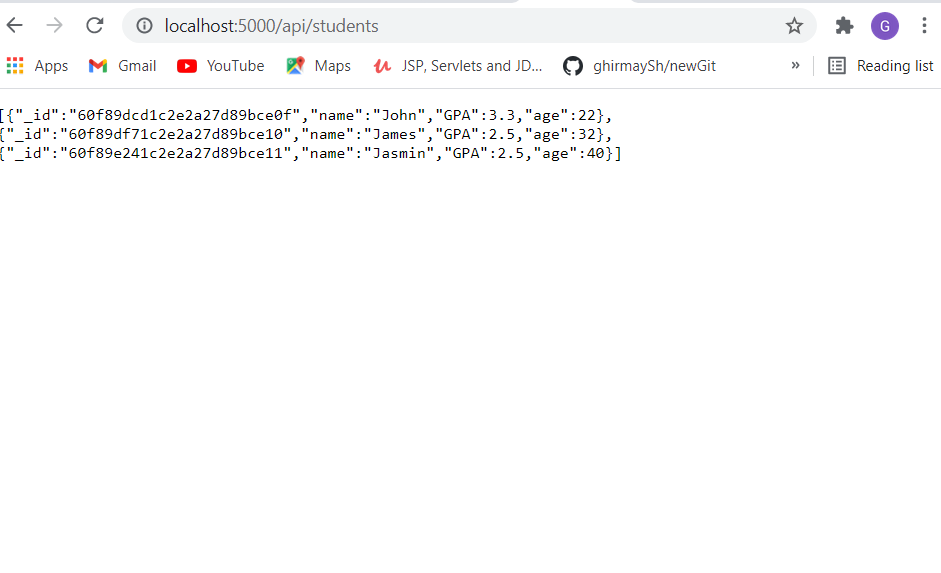 localhost:5000/api/students
G
Apps Gmail YouTube Maps JSP, Servlets and JD... ghirmaySh/newGit » Reading list
[{"_id":"60f89dcd1c2e2a27d89bce0f","name":"John","GPA":3.3,"age":22},
{"_id":"60f89df71c2e2a27d89bce10","name":"James","GPA":2.5,"age":32},
{"_id":"60f89e241c2e2a27d89bce11","name":"Jasmin","GPA":2.5,"age":40}]